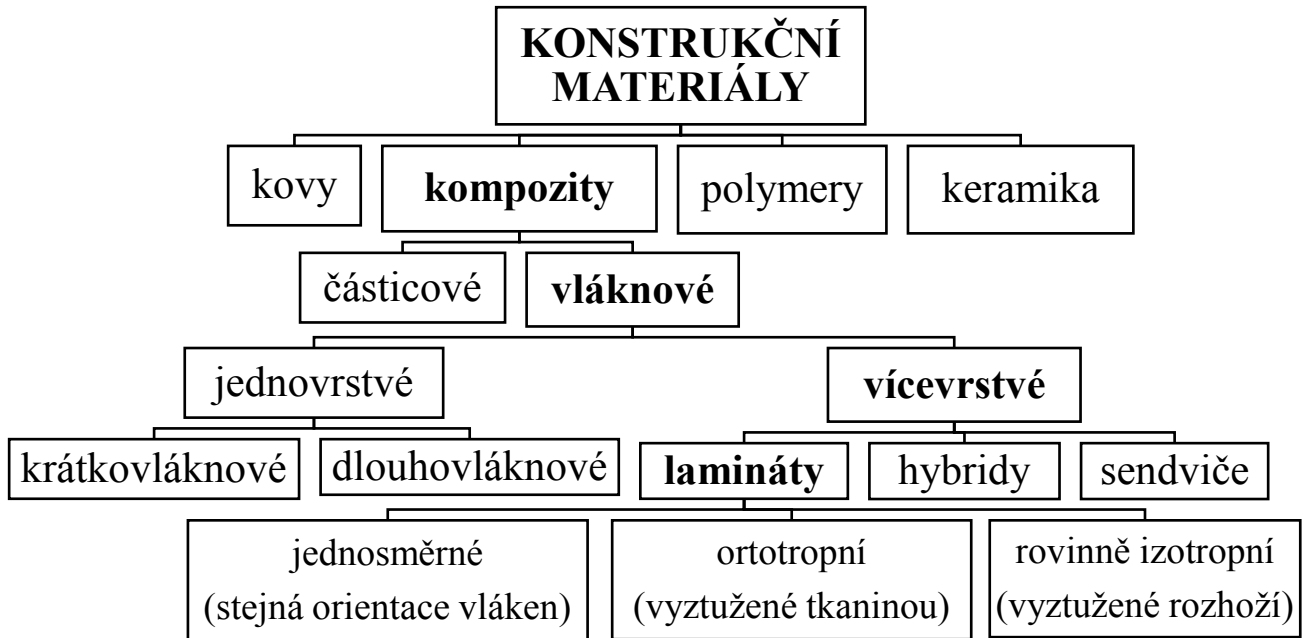 KONSTRUKČNÍ
MATERIÁLY
kovy
kompozity
polymery
keramika
částicové
vláknové
jednovrstvé
vícevrstvé
krátkovláknové
dlouhovláknové
lamináty
hybridy
sendviče
jednosměrné
(stejná orientace vláken)
ortotropní
(vyztužené tkaninou)
rovinně izotropní
(vyztužené rozhoží)